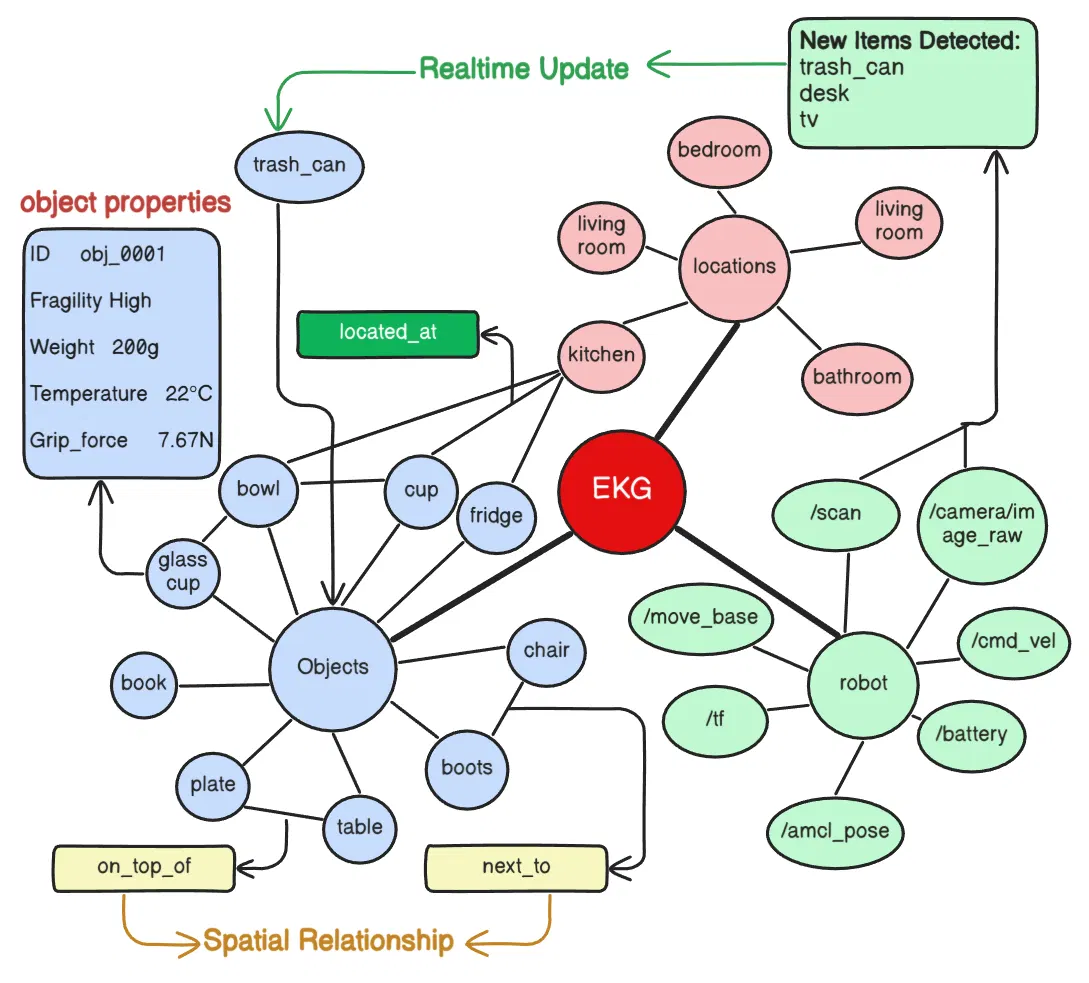 New Items Detected:
trash_can
desk
tv
Realtime Update
trash_can
object properties
ID obj_0001
Fragility High
Weight 200g
Temperature 22°C
Grip_force 7.67N
bedroom
living
room
living
room
locations
located_at
kitchen
bathroom
EKG
bowl
cup
fridge
glass
cup
/scan
/camera/im
age_raw
Objects
chair
book
boots
plate
table
/move_base
/cmd_vel
robot
/tf
/battery
/amcl_pose
on_top_of
next_to
Spatial Relationship